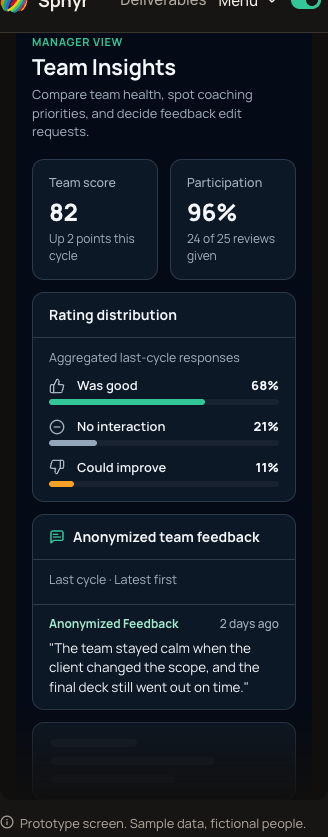 Sphyr
Deliverables
Menu
MANAGER VIEW
Team Insights
Compare team health, spot coaching
priorities, and decide feedback edit
requests.
Team score
82
Up 2 points this
cycle
Participation
96%
24 of 25 reviews
given
Rating distribution
Aggregated last-cycle responses
Was good 68%
No interaction 21%
Could improve 11%
Anonymized team feedback
Last cycle · Latest first
Anonymized Feedback 2 days ago
"The team stayed calm when the
client changed the scope, and the
final deck still went out on time."
Prototype screen. Sample data, fictional people.